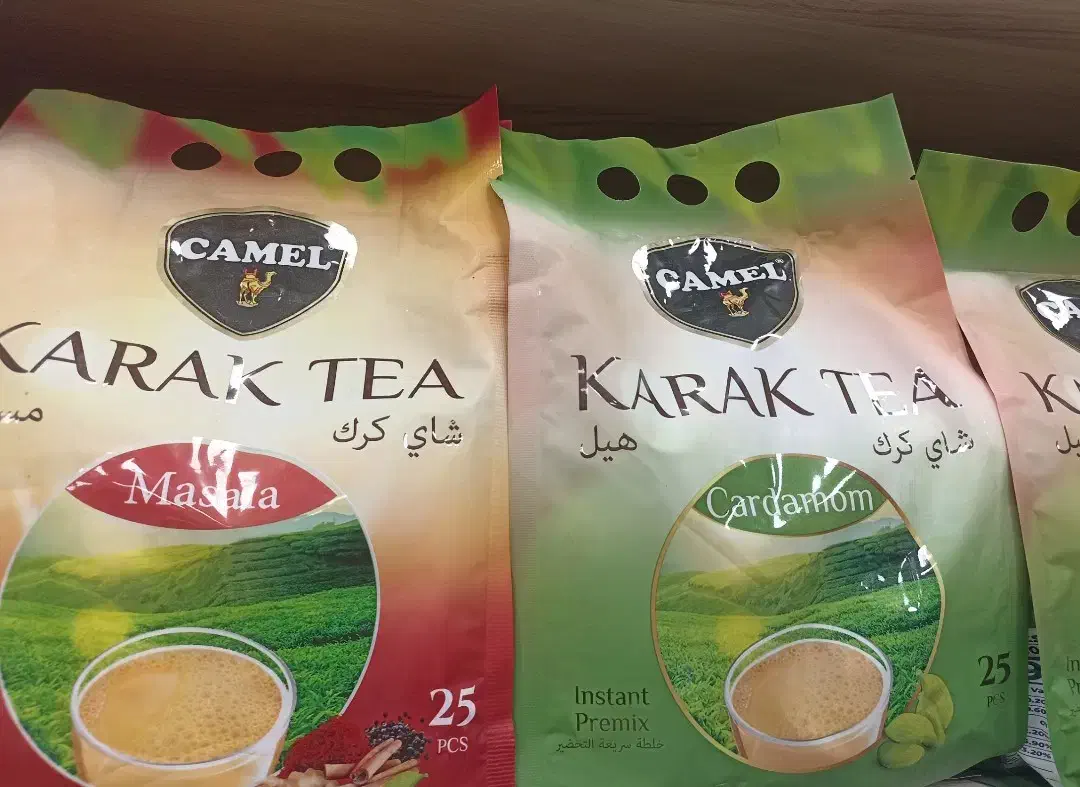 CAMEL
KARAK TEA
شاي كرك
Masala
25
PCS
CAMEL®
KARAK TEA
شاي كرك هيل
Cardamom
Instant
Premix
خلطة سريعة التحضير
25
PCS